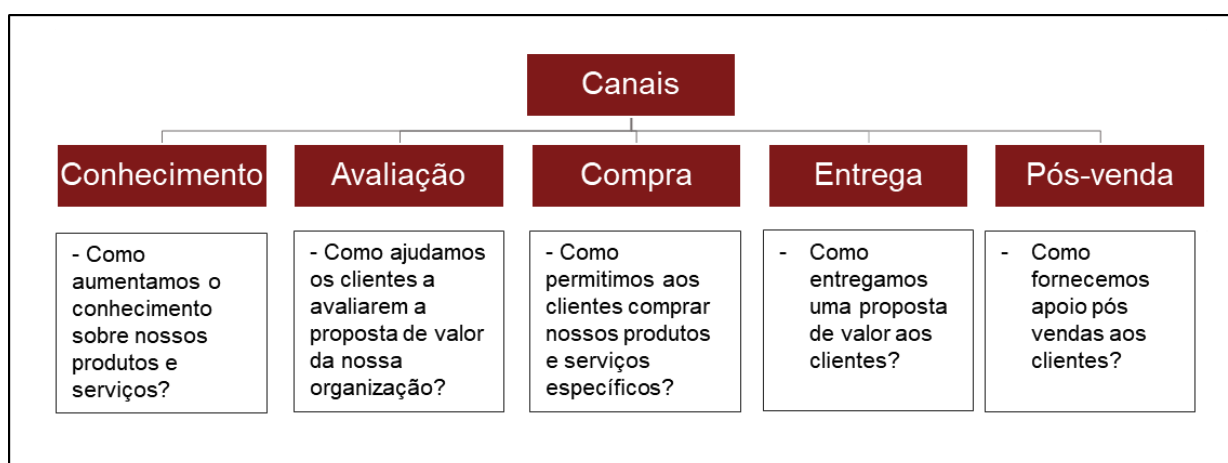 Canais
Conhecimento
Avaliação
Compra
Entrega
Pós-venda
- Como
aumentamos o
conhecimento
sobre nossos
produtos e
serviços?
- Como ajudamos
os clientes a
avaliarem a
proposta de valor
da nossa
organização?
- Como
permitimos aos
clientes comprar
nossos produtos
e serviços
específicos?
- Como
entregamos
uma proposta
de valor aos
clientes?
- Como
fornecemos
apoio pós
vendas aos
clientes?